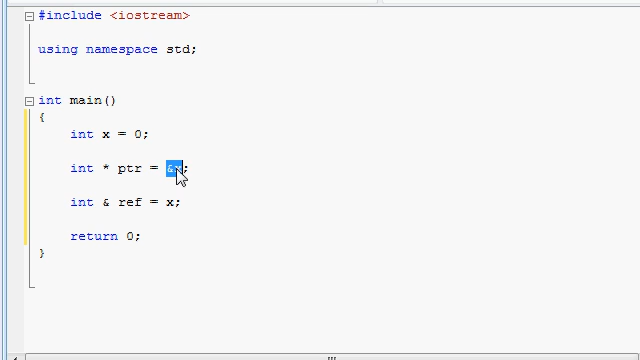 #include <iostream>
using namespace std;
int main()
{
int x = 0;
int * ptr = &x;
int & ref = x;
return 0;
}